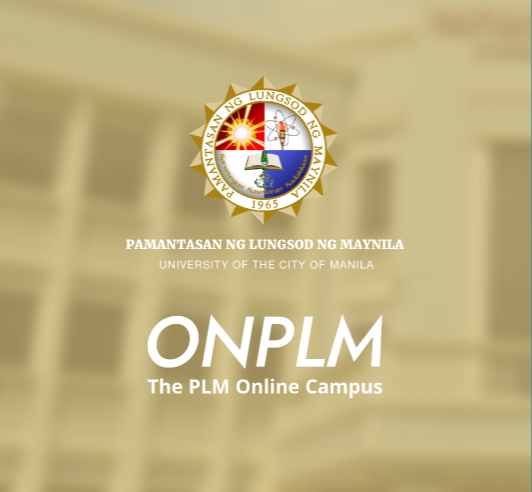 PAMANTASAN NG LUNGSOD NG MAYNILA
1965
PAMANTASAN NG LUNGSOD NG MAYNILA
UNIVERSITY OF THE CITY OF MANILA
ONPLM
The PLM Online Campus